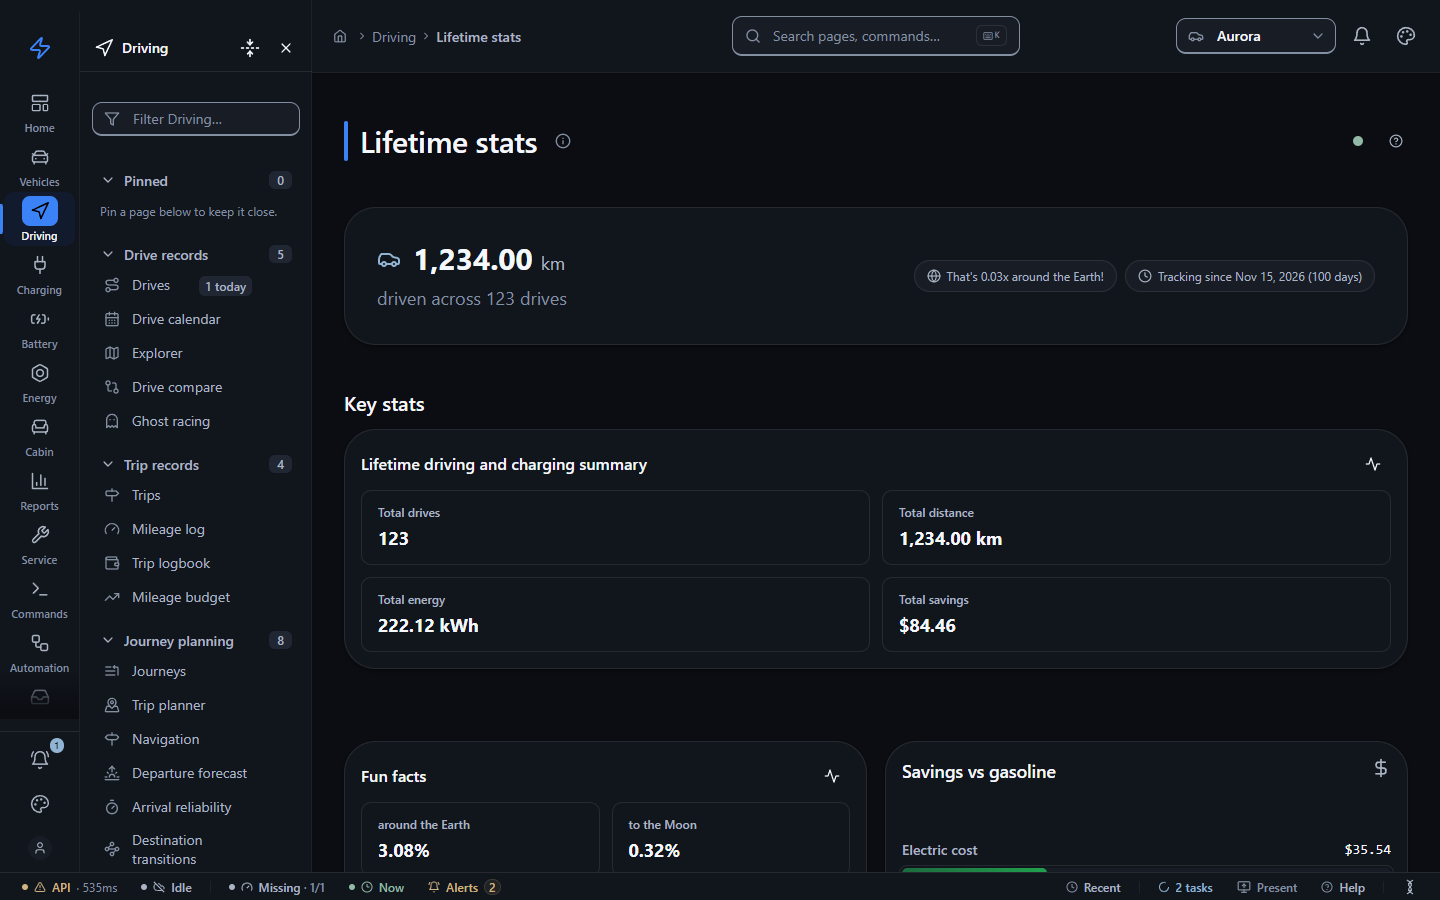 Driving
Driving
Lifetime stats
Search pages, commands...
K
Aurora
Home
Vehicles
Driving
Charging
Battery
Energy
Cabin
Reports
Service
Commands
Automation
1
Filter Driving...
Pinned
0
Pin a page below to keep it close.
Drive records
5
Drives
1 today
Drive calendar
Explorer
Drive compare
Ghost racing
Trip records
4
Trips
Mileage log
Trip logbook
Mileage budget
Journey planning
8
Journeys
Trip planner
Navigation
Departure forecast
Arrival reliability
Destination
transitions
Lifetime stats
1,234.00 km
driven across 123 drives
That's 0.03x around the Earth!
Tracking since Nov 15, 2026 (100 days)
Key stats
Lifetime driving and charging summary
Total drives
123
Total distance
1,234.00 km
Total energy
222.12 kWh
Total savings
$84.46
Fun facts
around the Earth
3.08%
to the Moon
0.32%
Savings vs gasoline
Electric cost
$35.54
API · 535ms
Idle
Missing · 1/1
Now
Alerts 2
Recent
2 tasks
Present
Help